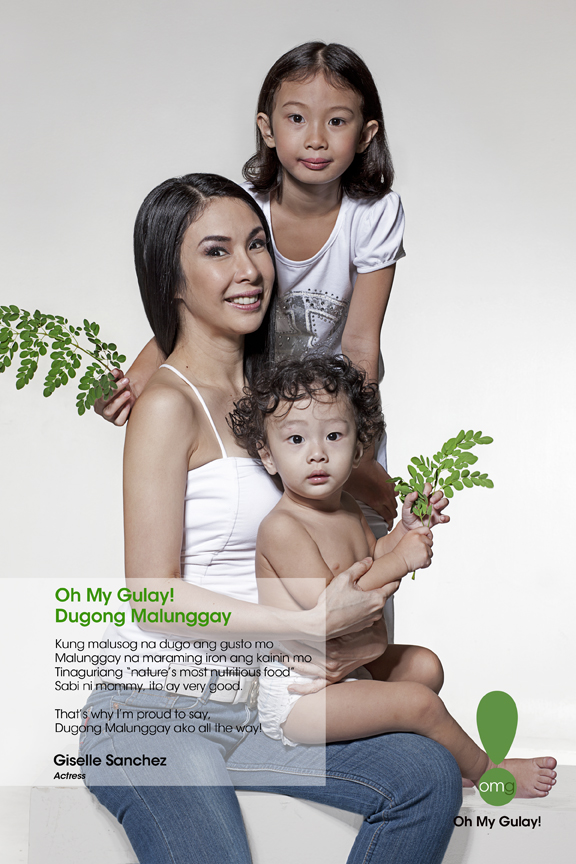 Oh My Gulay!
Dugong Malunggay
Kung malusog na dugo ang gusto mo
Malunggay na maraming iron ang kainin mo
Tinaguriang "nature's most nutritious food"
Sabi ni mommy, ito ay very good.
That's why I'm proud to say,
Dugong Malunggay ako all the way!
Giselle Sanchez
Actress
omg
Oh My Gulay!